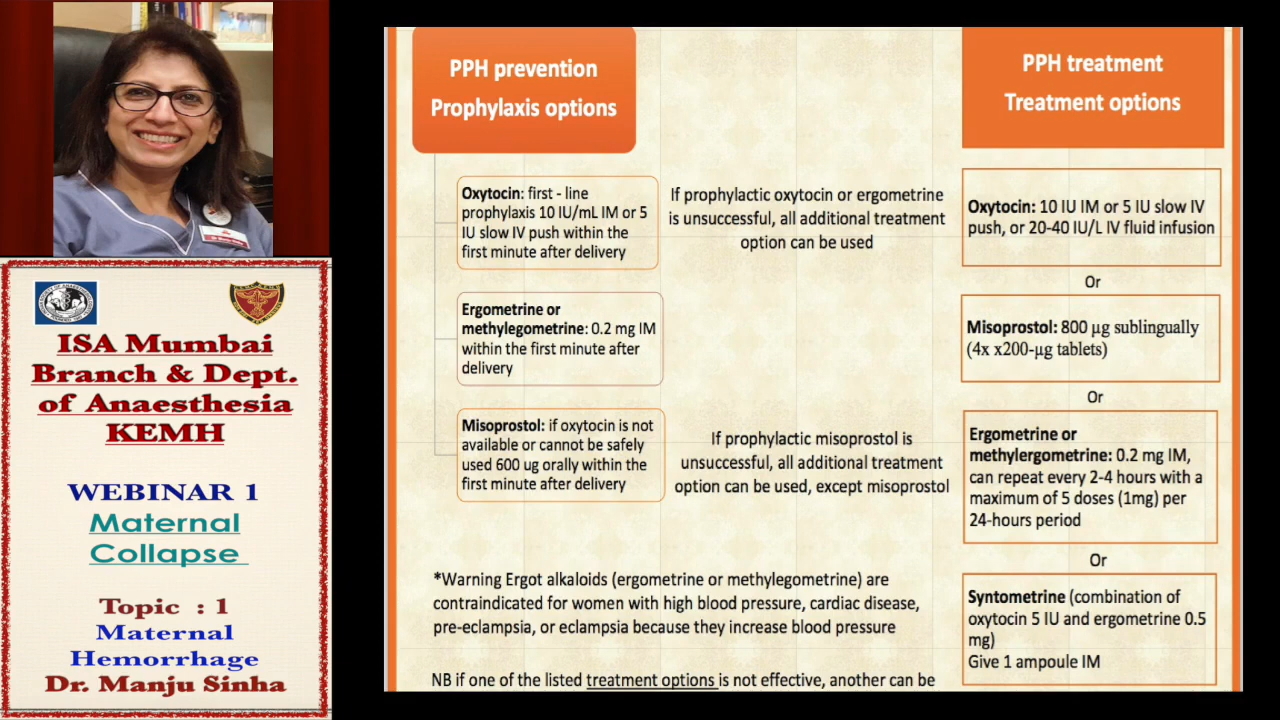 ISA Mumbai
Branch & Dept.
of Anaesthesia
KEMH
WEBINAR 1
Maternal
Collapse
Topic : 1
Maternal
Hemorrhage
Dr. Manju Sinha
PPH prevention
Prophylaxis options
Oxytocin: first - line
prophylaxis 10 IU/mL IM or 5
IU slow IV push within the
first minute after delivery
If prophylactic oxytocin or ergometrine
is unsuccessful, all additional treatment
option can be used
Ergometrine or
methylegometrine: 0.2 mg IM
within the first minute after
delivery
Misoprostol: if oxytocin is not
available or cannot be safely
used 600 ug orally within the
first minute after delivery
If prophylactic misoprostol is
unsuccessful, all additional treatment
option can be used, except misoprostol
*Warning Ergot alkaloids (ergometrine or methylegometrine) are
contraindicated for women with high blood pressure, cardiac disease,
pre-eclampsia, or eclampsia because they increase blood pressure
NB if one of the listed treatment options is not effective, another can be
PPH treatment
Treatment options
Oxytocin: 10 IU IM or 5 IU slow IV
push, or 20-40 IU/L IV fluid infusion
Or
Misoprostol: 800 µg sublingually
(4x x200-µg tablets)
Or
Ergometrine or
methylergometrine: 0.2 mg IM,
can repeat every 2-4 hours with a
maximum of 5 doses (1mg) per
24-hours period
Or
Syntometrine (combination of
oxytocin 5 IU and ergometrine 0.5
mg)
Give 1 ampoule IM